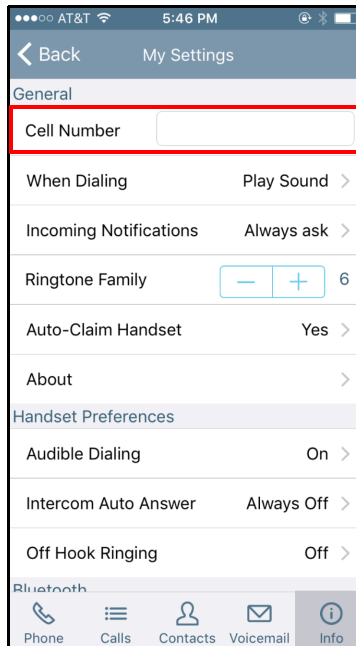 AT&T 5:46 PM
Back My Settings
General
Cell Number
When Dialing Play Sound
Incoming Notifications Always ask
Ringtone Family 6
Auto-Claim Handset Yes
About
Handset Preferences
Audible Dialing On
Intercom Auto Answer Always Off
Off Hook Ringing Off
Bluetooth
Phone Calls Contacts Voicemail Info